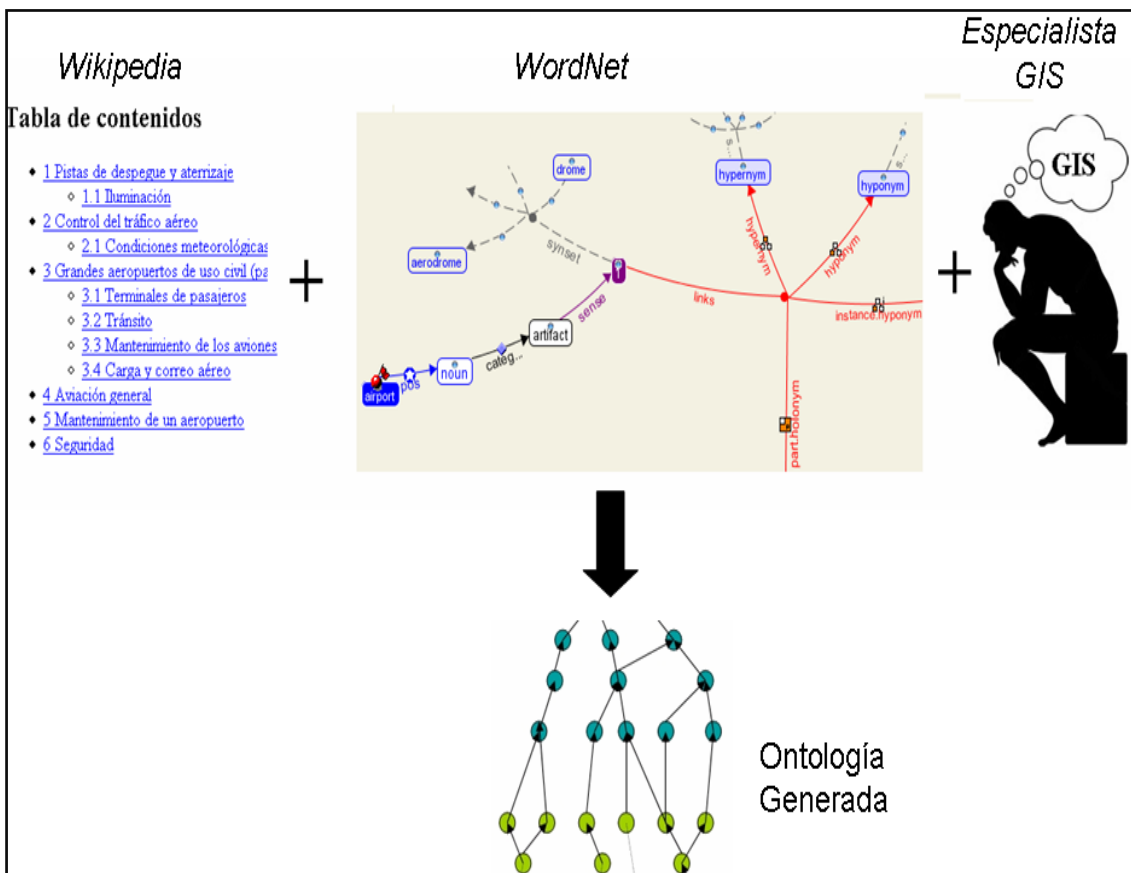 Wikipedia
Tabla de contenidos
1 Pistas de despegue y aterrizaje
1.1 Iluminación
2 Control del tráfico aéreo
2.1 Condiciones meteorológicas
3 Grandes aeropuertos de uso civil (pa
3.1 Terminales de pasajeros
3.2 Tránsito
3.3 Mantenimiento de los aviones
3.4 Carga y correo aéreo
4 Aviación general
5 Mantenimiento de un aeropuerto
6 Seguridad
+
WordNet
drome
aerodrome
synset
s...
hypernym
hypernym
s...
hyponym
hyponym
links
instance.hyponym
sense
artifact
categ...
noun
pos
airport
part.holonym
+
Especialista
GIS
GIS
Ontología
Generada